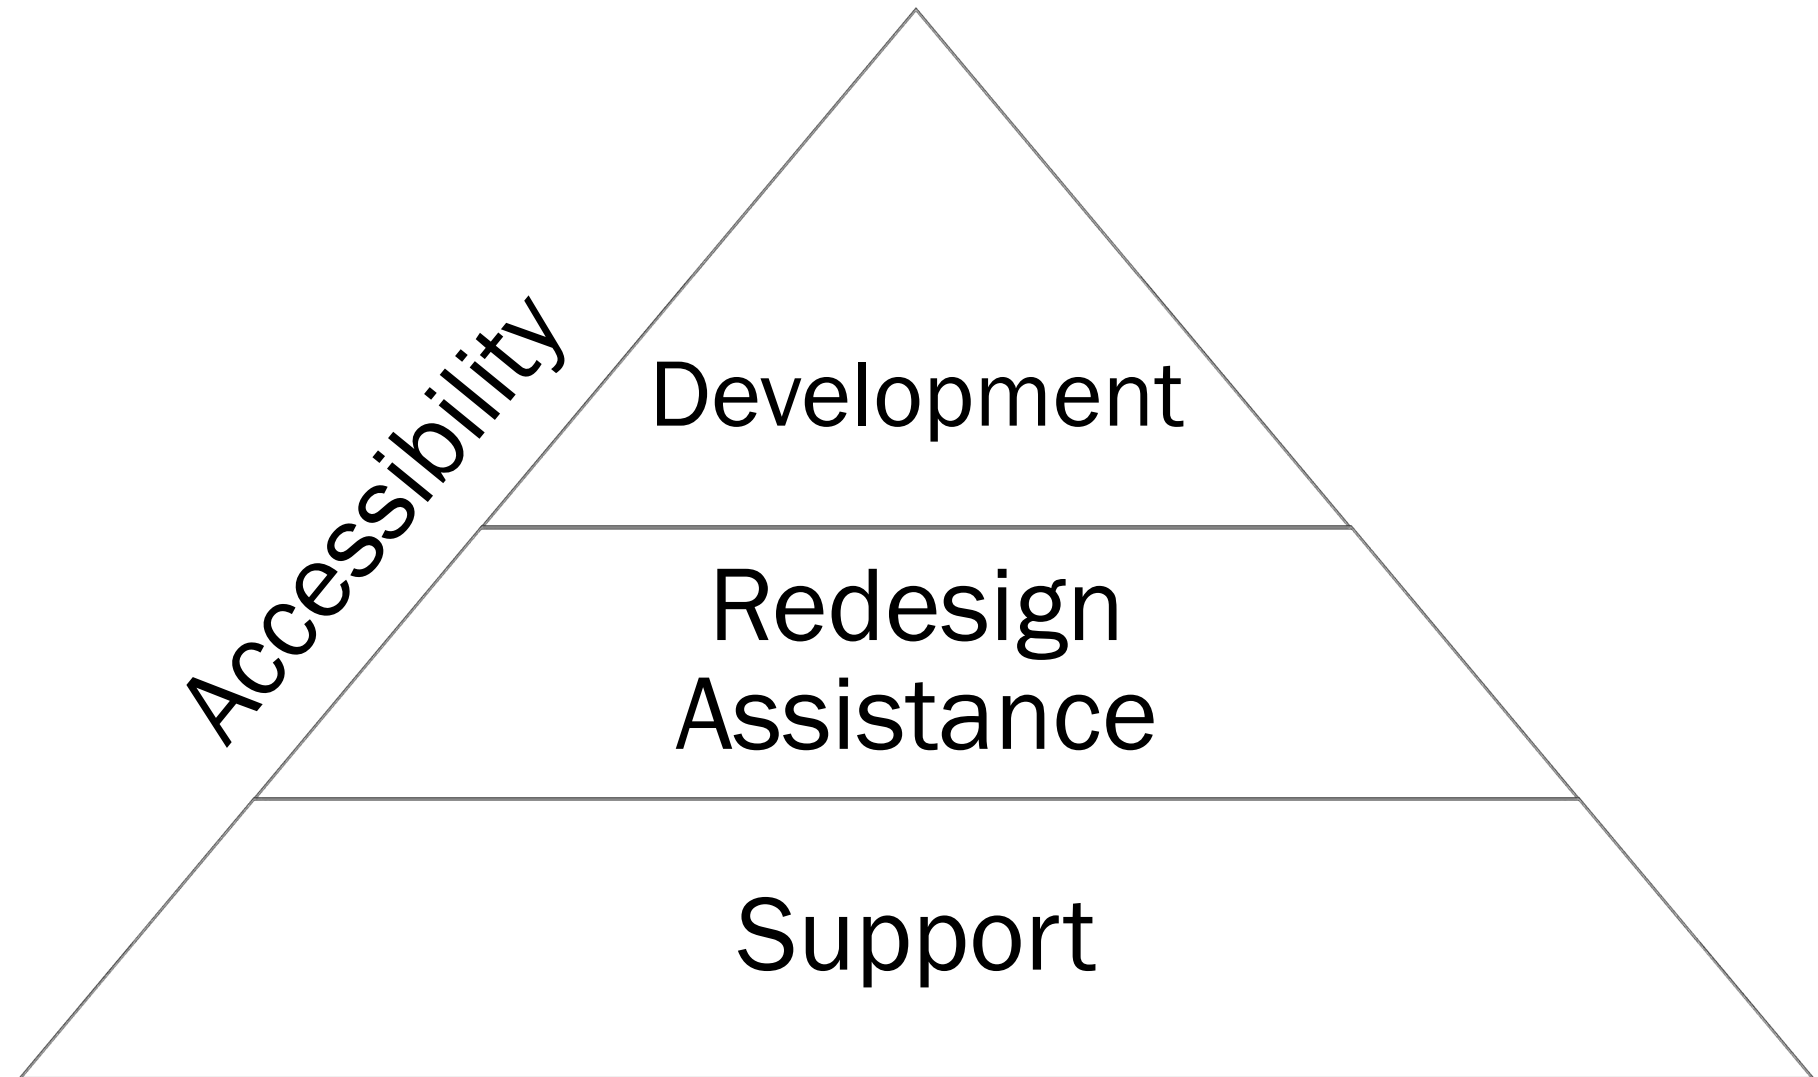 Accessibility
Development
Redesign
Assistance
Support